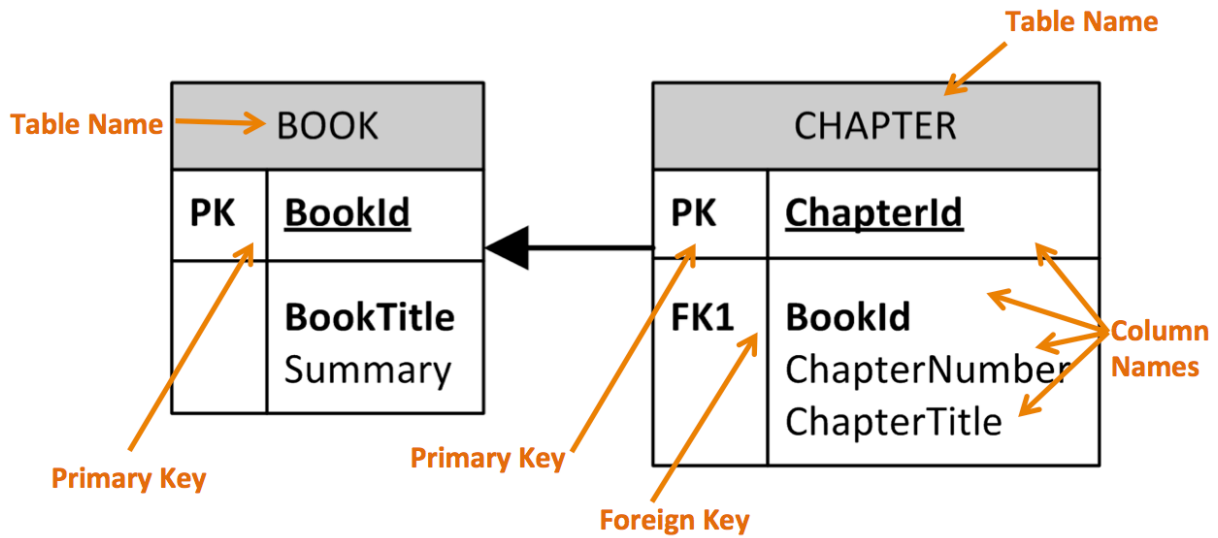 Table Name
Table Name
BOOK
PK
BookId
BookTitle
Summary
CHAPTER
PK
ChapterId
FK1
BookId
ChapterNumber
ChapterTitle
Column
Names
Primary Key
Primary Key
Foreign Key